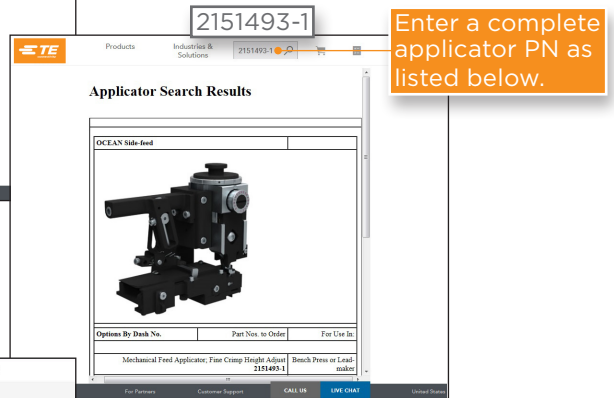 2151493-1
Enter a complete
applicator PN as
listed below.
TE
Products
Industries &
Solutions
2151493-1
Applicator Search Results
OCEAN Side-feed
Options By Dash No.
Part Nos. to Order
For Use In:
Mechanical Feed Applicator; Fine Crimp Height Adjust
2151493-1
Bench Press or Lead-
maker
For Partners
Customer Support
CALL US
LIVE CHAT
United States